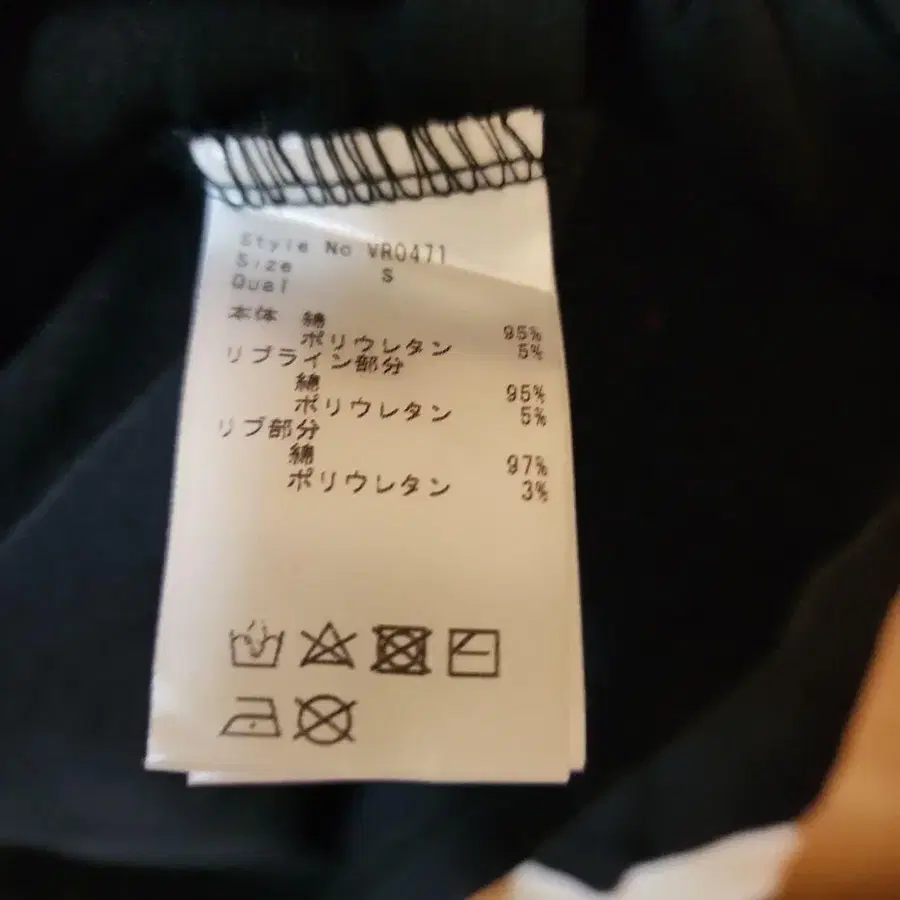 Style No VR0471
Size S
Qual
本体 綿 95%
ポリウレタン 5%
リブライン部分
綿 95%
ポリウレタン 5%
リブ部分
綿 97%
ポリウレタン 3%